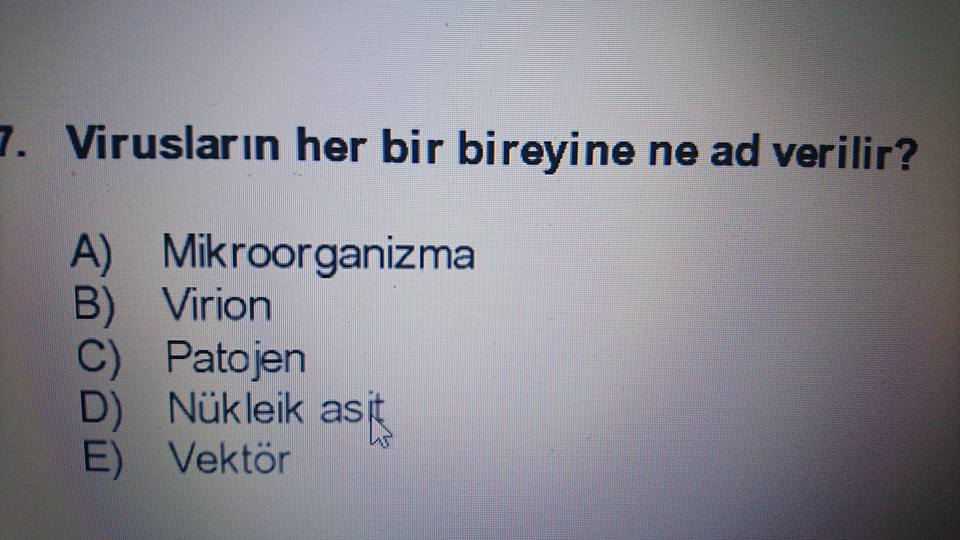 7. Virusların her bir bireyine ne ad verilir?
A) Mikroorganizma
B) Virion
C) Patojen
D) Nükleik asit
E) Vektör